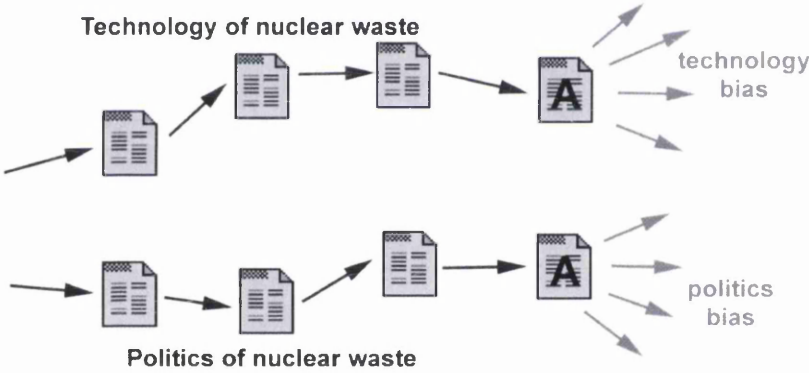 Technology of nuclear waste
A
technology
bias
A
politics
bias
Politics of nuclear waste